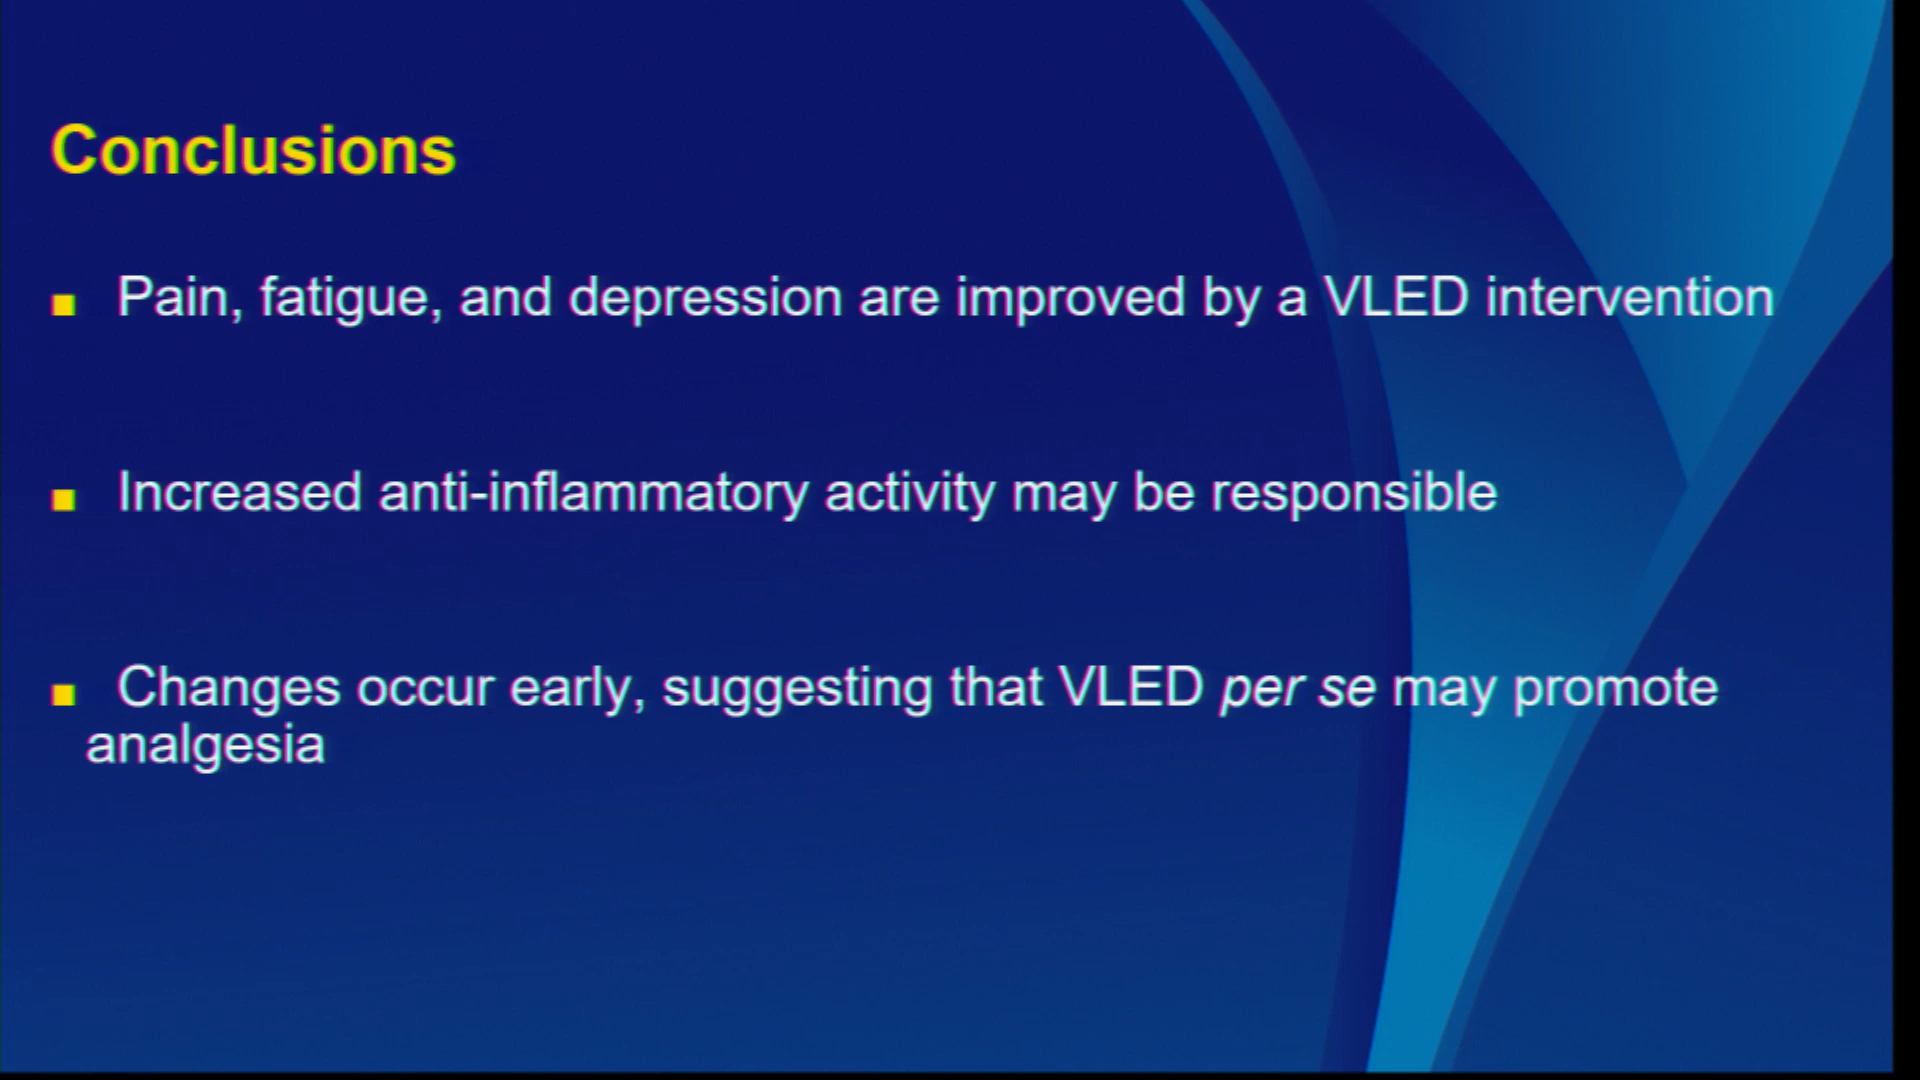 Conclusions
Pain, fatigue, and depression are improved by a VLED intervention
Increased anti-inflammatory activity may be responsible
Changes occur early, suggesting that VLED per se may promote
analgesia